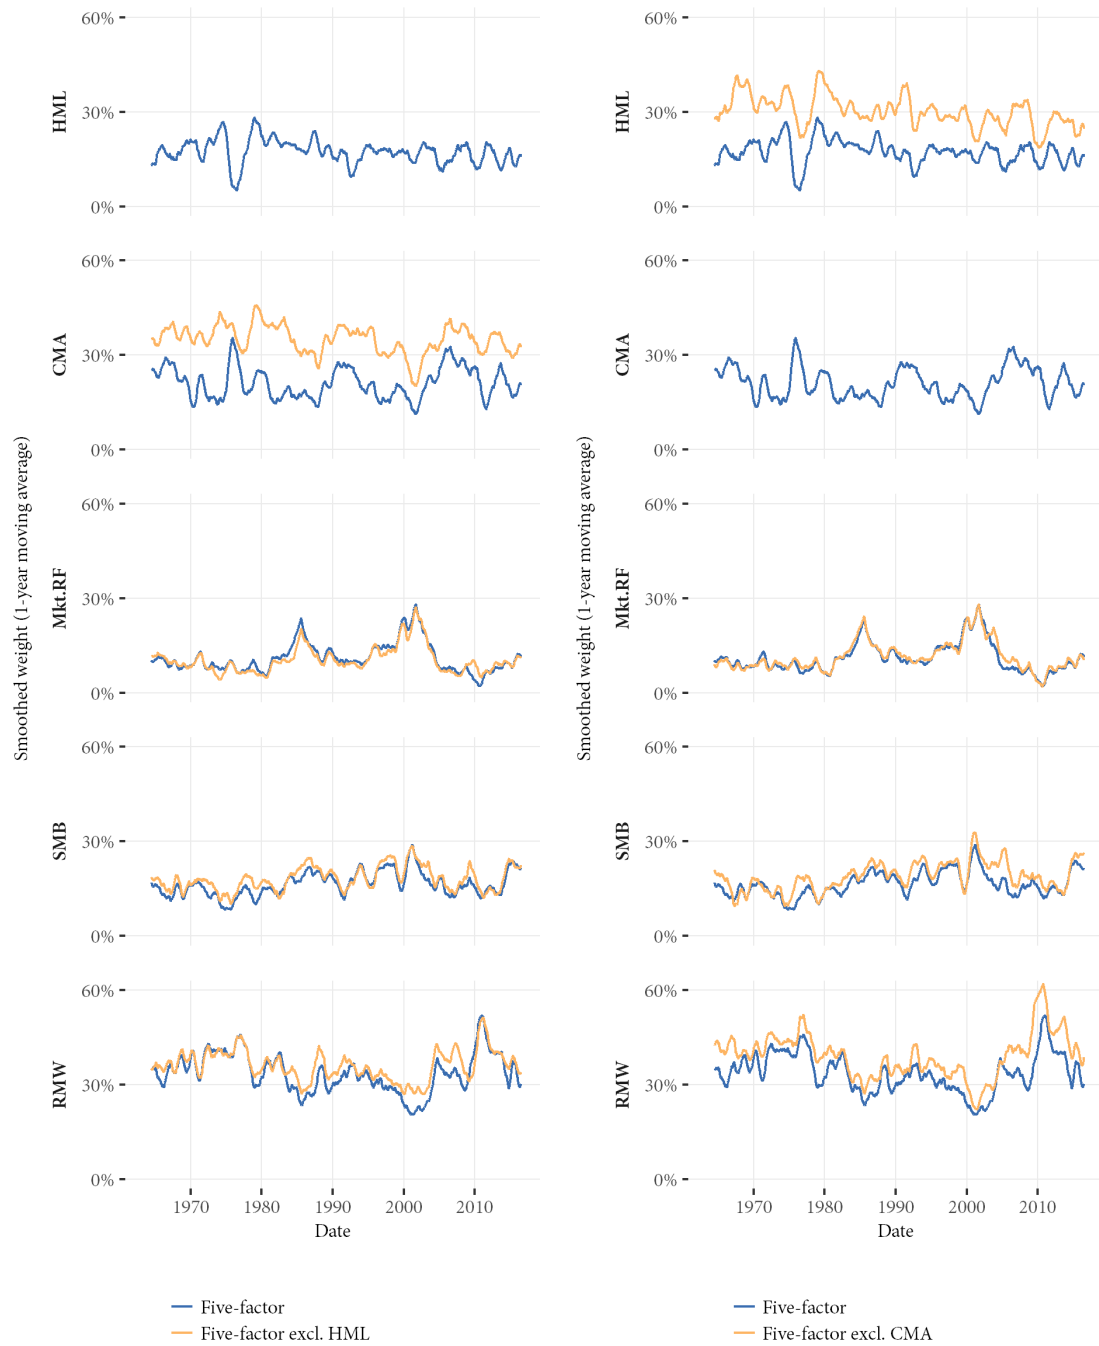 60%
30%
0%
HML
60%
30%
0%
CMA
60%
30%
0%
Mkt.RF
60%
30%
0%
SMB
60%
30%
0%
RMW
Smoothed weight (1-year moving average)
1970 1980 1990 2000 2010
Date
Five-factor
Five-factor excl. HML
60%
30%
0%
HML
60%
30%
0%
CMA
60%
30%
0%
Mkt.RF
60%
30%
0%
SMB
60%
30%
0%
RMW
Smoothed weight (1-year moving average)
1970 1980 1990 2000 2010
Date
Five-factor
Five-factor excl. CMA